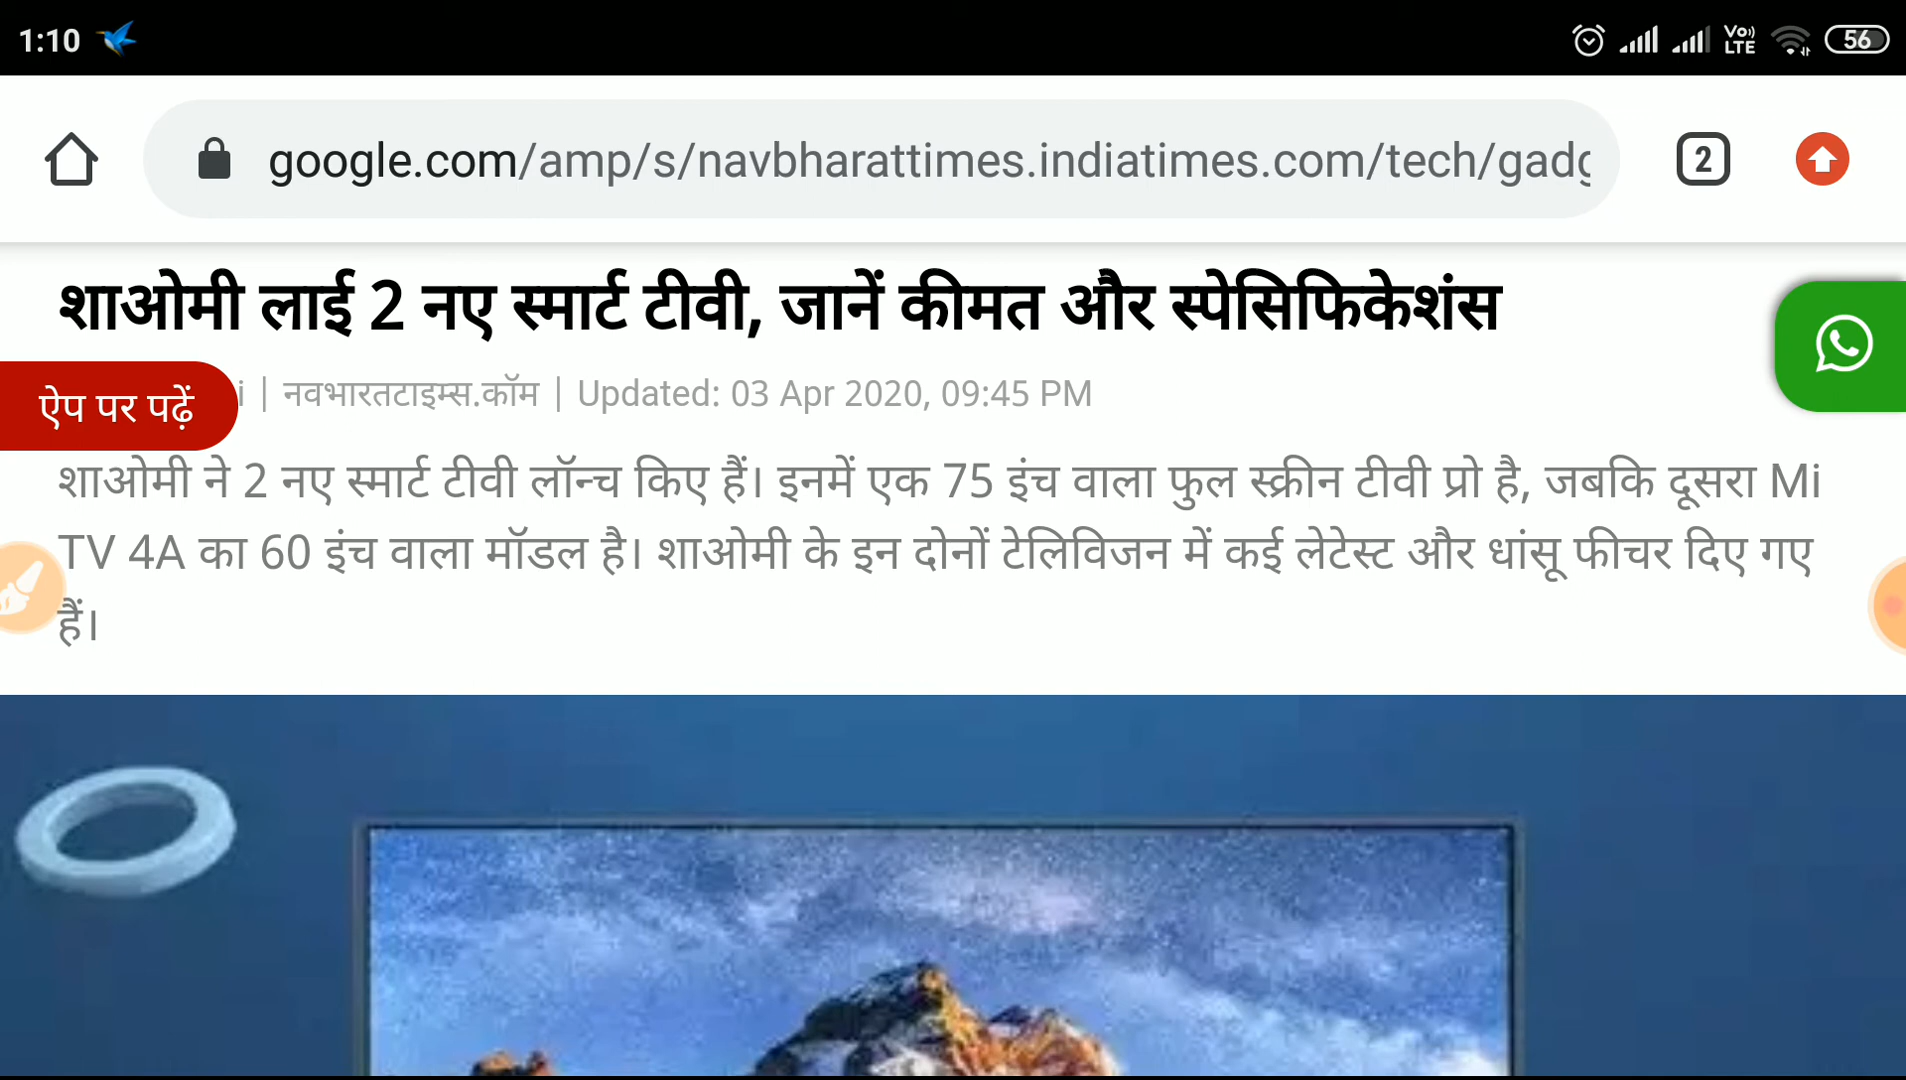 1:10
Vo) LTE
56
google.com/amp/s/navbharattimes.indiatimes.com/tech/gadg
2
शाओमी लाई 2 नए स्मार्ट टीवी, जानें कीमत और स्पेसिफिकेशंस
ऐप पर पढ़ें
i | नवभारतटाइम्स.कॉम | Updated: 03 Apr 2020, 09:45 PM
शाओमी ने 2 नए स्मार्ट टीवी लॉन्च किए हैं। इनमें एक 75 इंच वाला फुल स्क्रीन टीवी प्रो है, जबकि दूसरा Mi
TV 4A का 60 इंच वाला मॉडल है। शाओमी के इन दोनों टेलिविजन में कई लेटेस्ट और धांसू फीचर दिए गए
हैं।